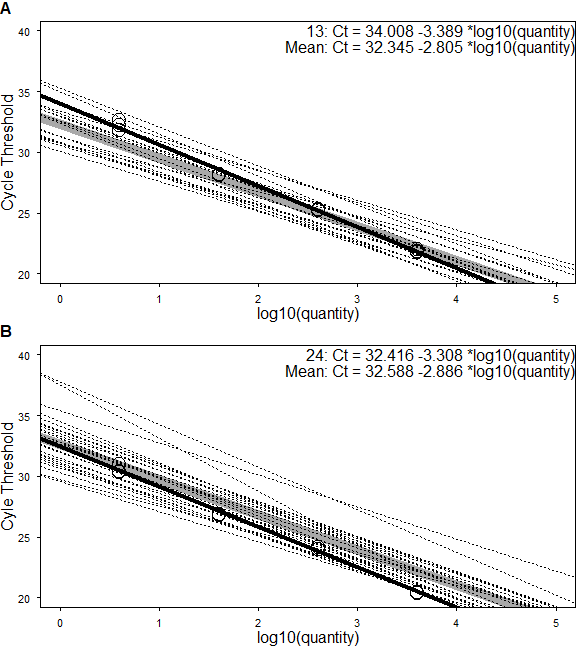 A
13: Ct = 34.008 -3.389 *log10(quantity)
Mean: Ct = 32.345 -2.805 *log10(quantity)
Cycle Threshold
40
35
30
25
20
0 1 2 3 4 5
log10(quantity)
B
24: Ct = 32.416 -3.308 *log10(quantity)
Mean: Ct = 32.588 -2.886 *log10(quantity)
Cyle Threshold
40
35
30
25
20
0 1 2 3 4 5
log10(quantity)